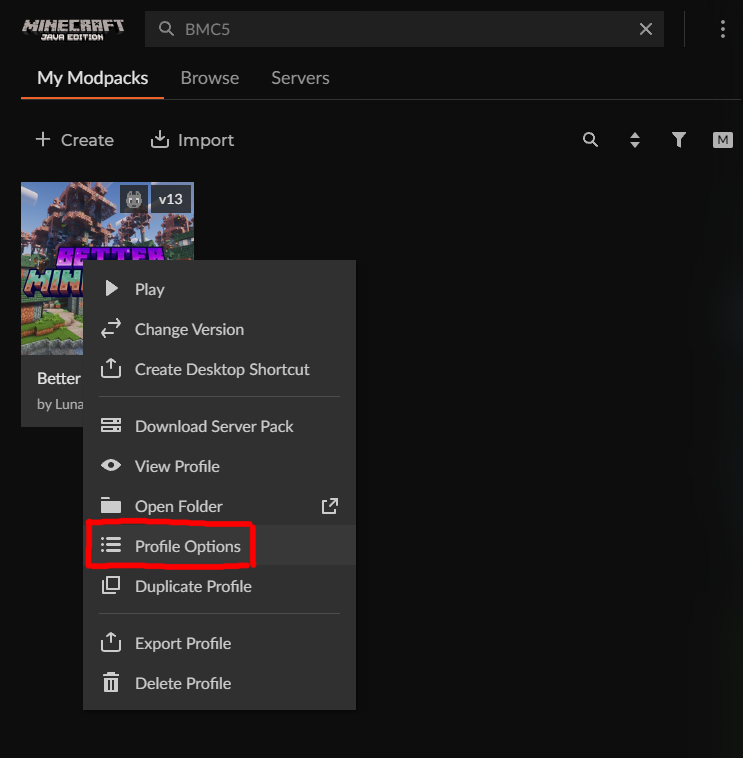 MINECRAFT
JAVA EDITION
BMC5
My Modpacks Browse Servers
Create Import
M
v13
BETTER
Play
Change Version
Create Desktop Shortcut
Better
by Luna
Download Server Pack
View Profile
Open Folder
Profile Options
Duplicate Profile
Export Profile
Delete Profile